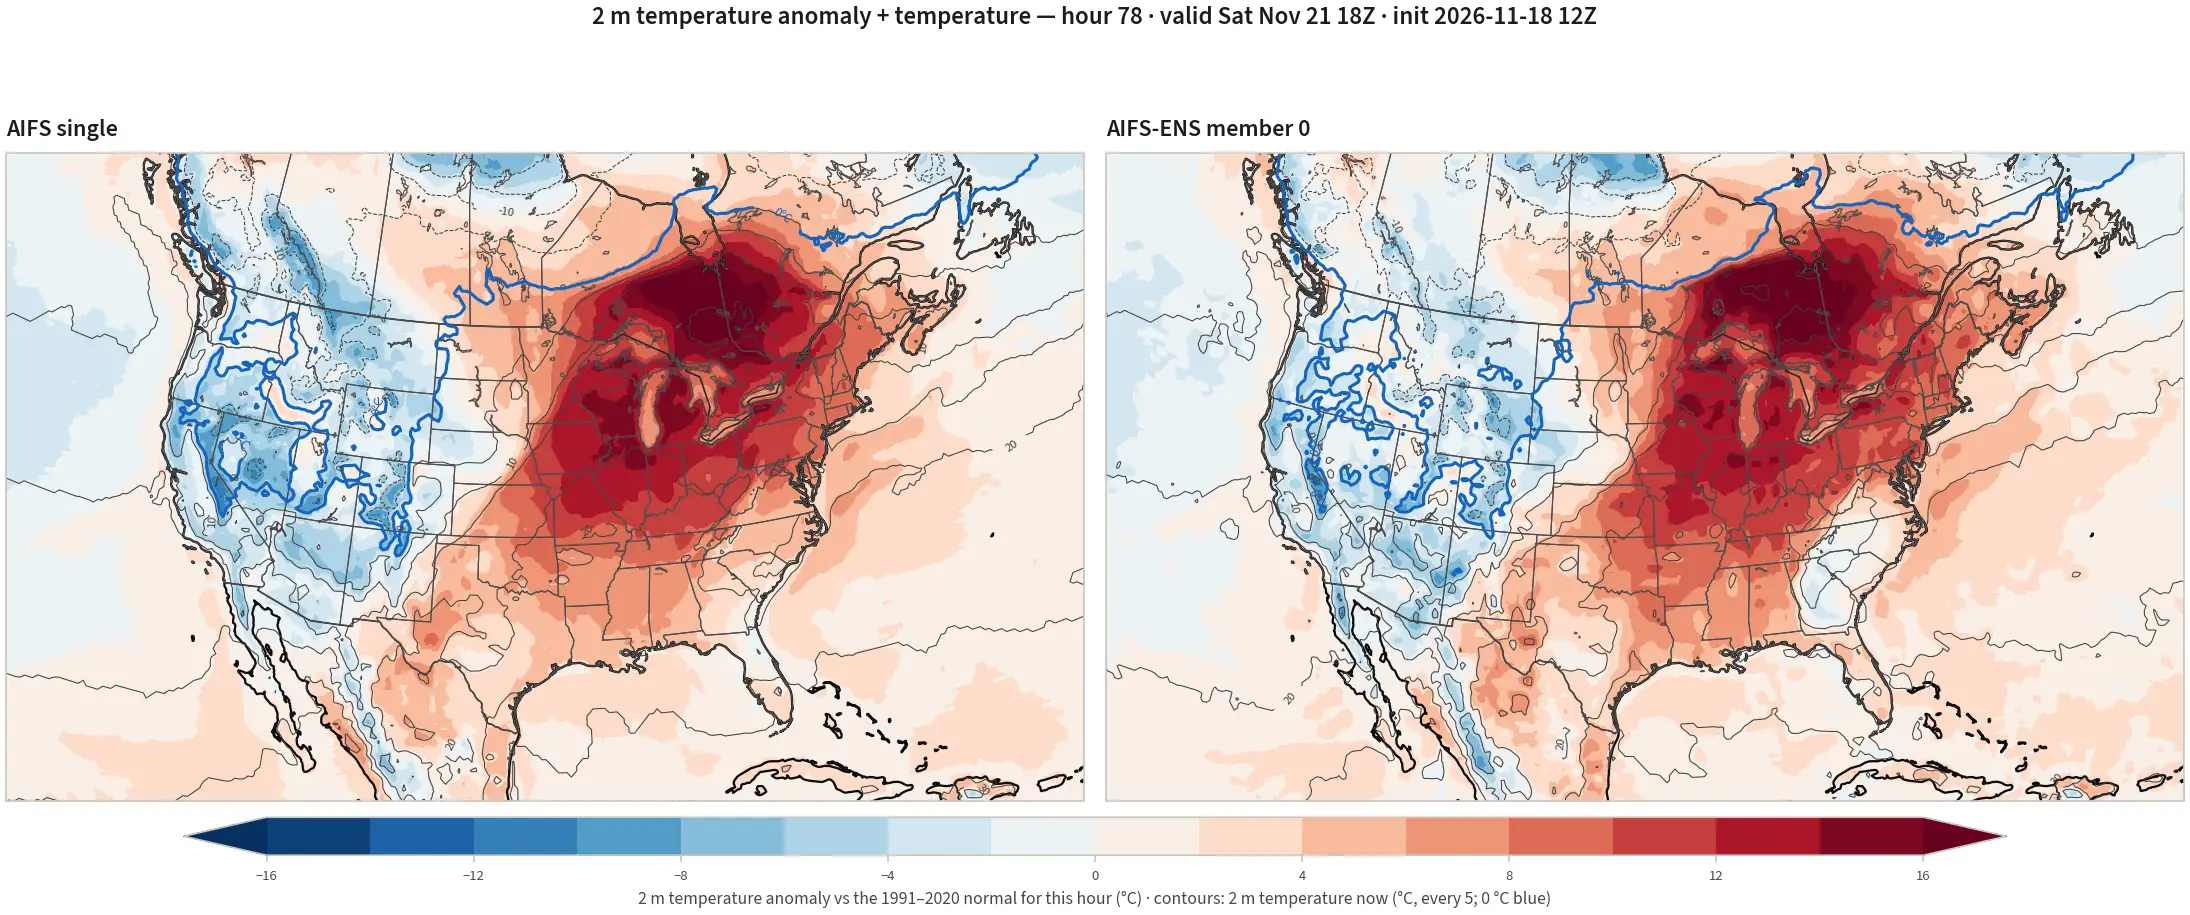 2 m temperature anomaly + temperature — hour 78 · valid Sat Nov 21 18Z · init 2026-11-18 12Z
AIFS single
AIFS-ENS member 0
-10
0°C
10
20
20
20
−16
−12
−8
−4
0
4
8
12
16
2 m temperature anomaly vs the 1991–2020 normal for this hour (°C) · contours: 2 m temperature now (°C, every 5; 0 °C blue)